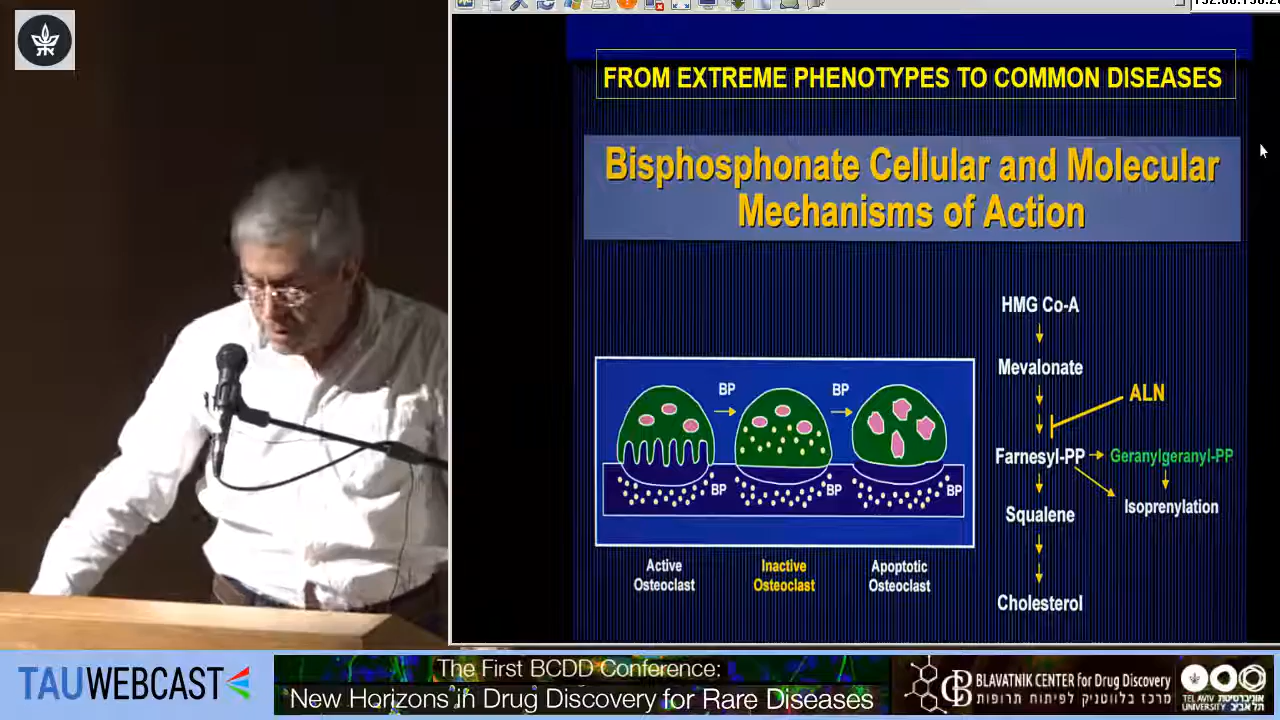 FROM EXTREME PHENOTYPES TO COMMON DISEASES
Bisphosphonate Cellular and Molecular
Mechanisms of Action
HMG Co-A
Mevalonate
ALN
Farnesyl-PP
Geranylgeranyl-PP
Isoprenylation
Squalene
Cholesterol
BP
BP
BP
BP
BP
Active
Osteoclast
Inactive
Osteoclast
Apoptotic
Osteoclast
TAUWEBCAST
The First BCDD Conference:
New Horizons in Drug Discovery for Rare Diseases
BLAVATNIK CENTER for Drug Discovery
מרכז בלווטניק לפיתוח תרופות
TEL AVIV
UNIVERSITY
אוניברסיטת
תל אביב